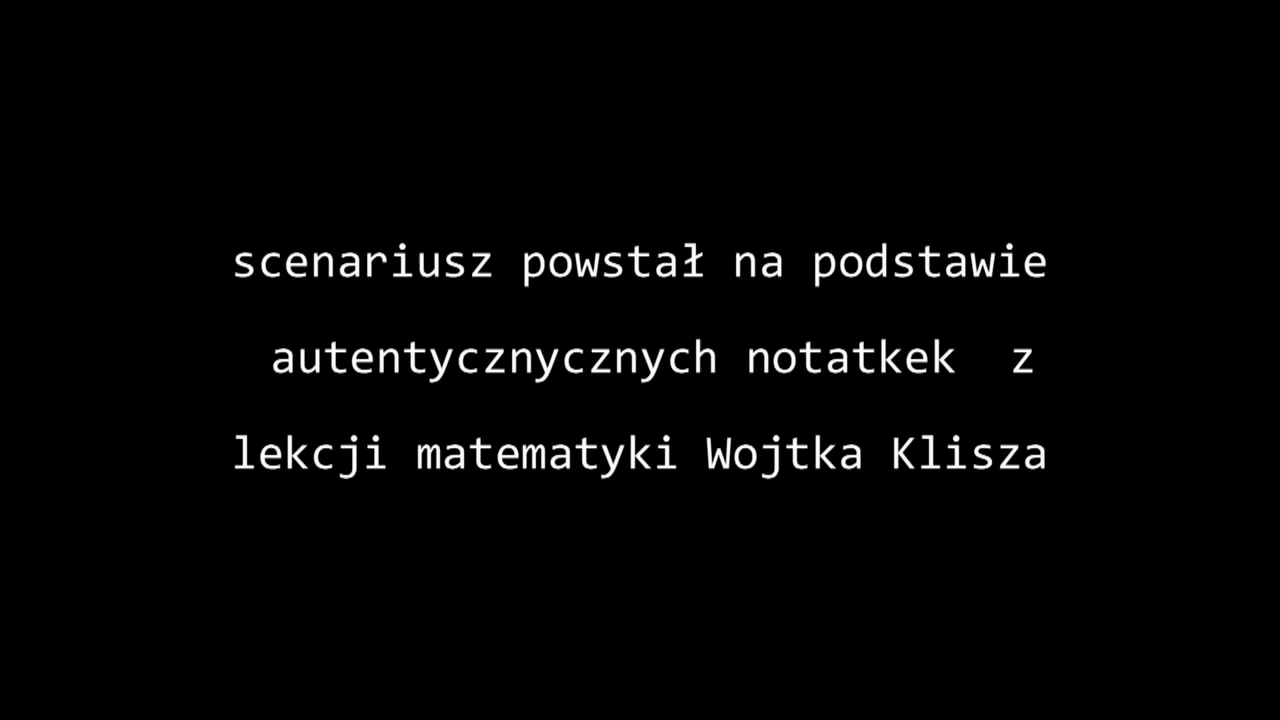 scenariusz powstał na podstawie
autentycznycznych notatkek z
lekcji matematyki Wojtka Klisza